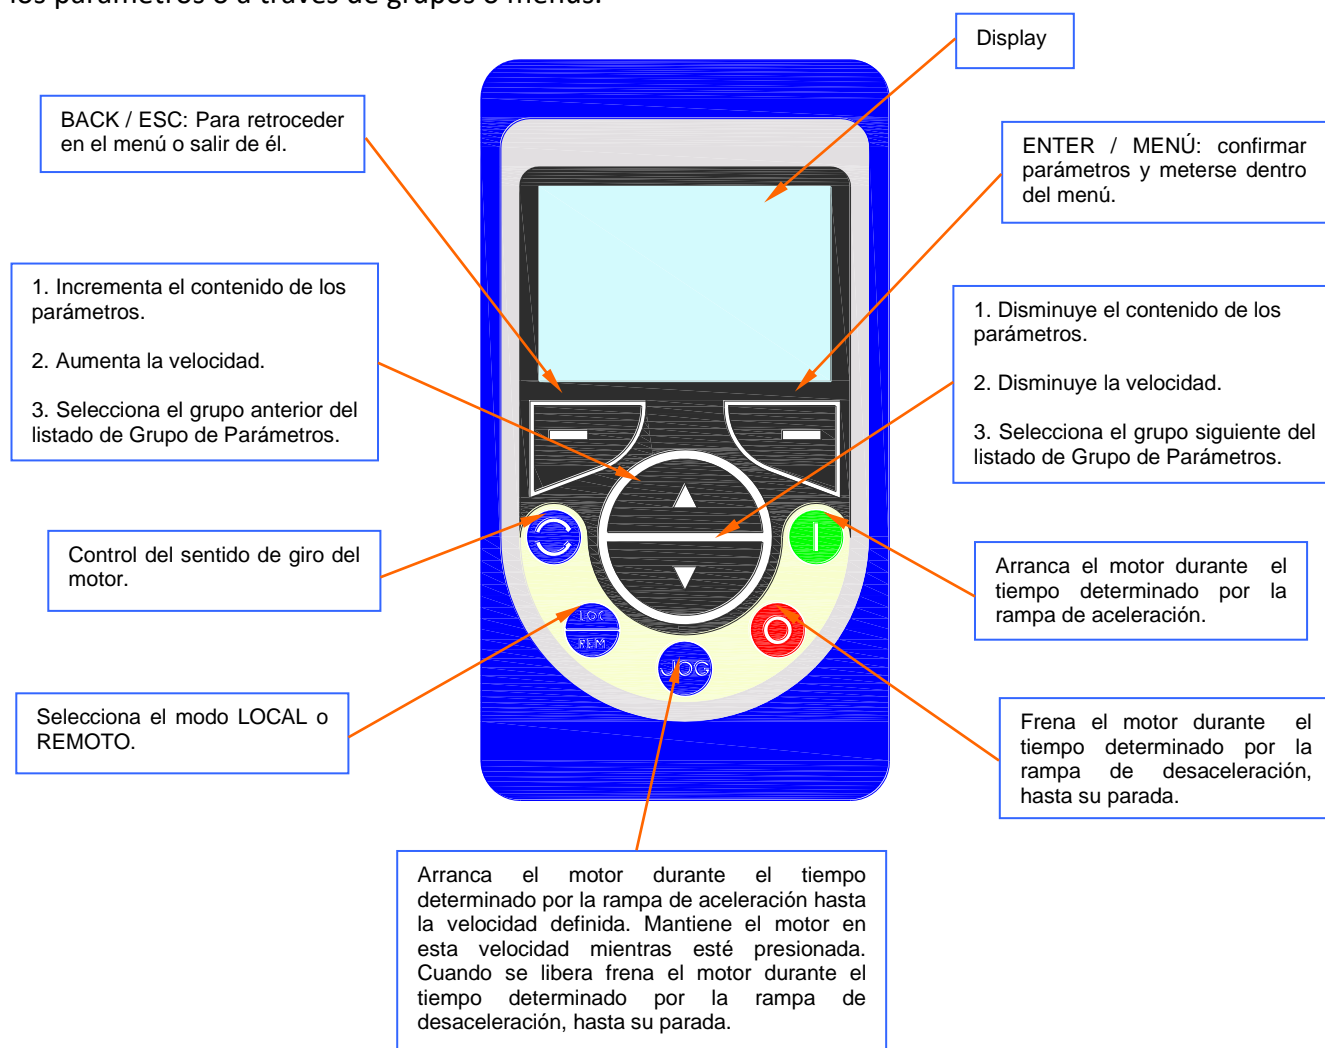 los parámetros o a través de grupos o menús.
Display
BACK / ESC: Para retroceder
en el menú o salir de él.
ENTER / MENÚ: confirmar
parámetros y meterse dentro
del menú.
1. Incrementa el contenido de los
parámetros.
2. Aumenta la velocidad.
3. Selecciona el grupo anterior del
listado de Grupo de Parámetros.
1. Disminuye el contenido de los
parámetros.
2. Disminuye la velocidad.
3. Selecciona el grupo siguiente del
listado de Grupo de Parámetros.
Control del sentido de giro del
motor.
Arranca el motor durante el
tiempo determinado por la
rampa de aceleración.
LOC
REM
JOG
Selecciona el modo LOCAL o
REMOTO.
Frena el motor durante el
tiempo determinado por la
rampa de desaceleración,
hasta su parada.
Arranca el motor durante el tiempo
determinado por la rampa de aceleración hasta
la velocidad definida. Mantiene el motor en
esta velocidad mientras esté presionada.
Cuando se libera frena el motor durante el
tiempo determinado por la rampa de
desaceleración, hasta su parada.